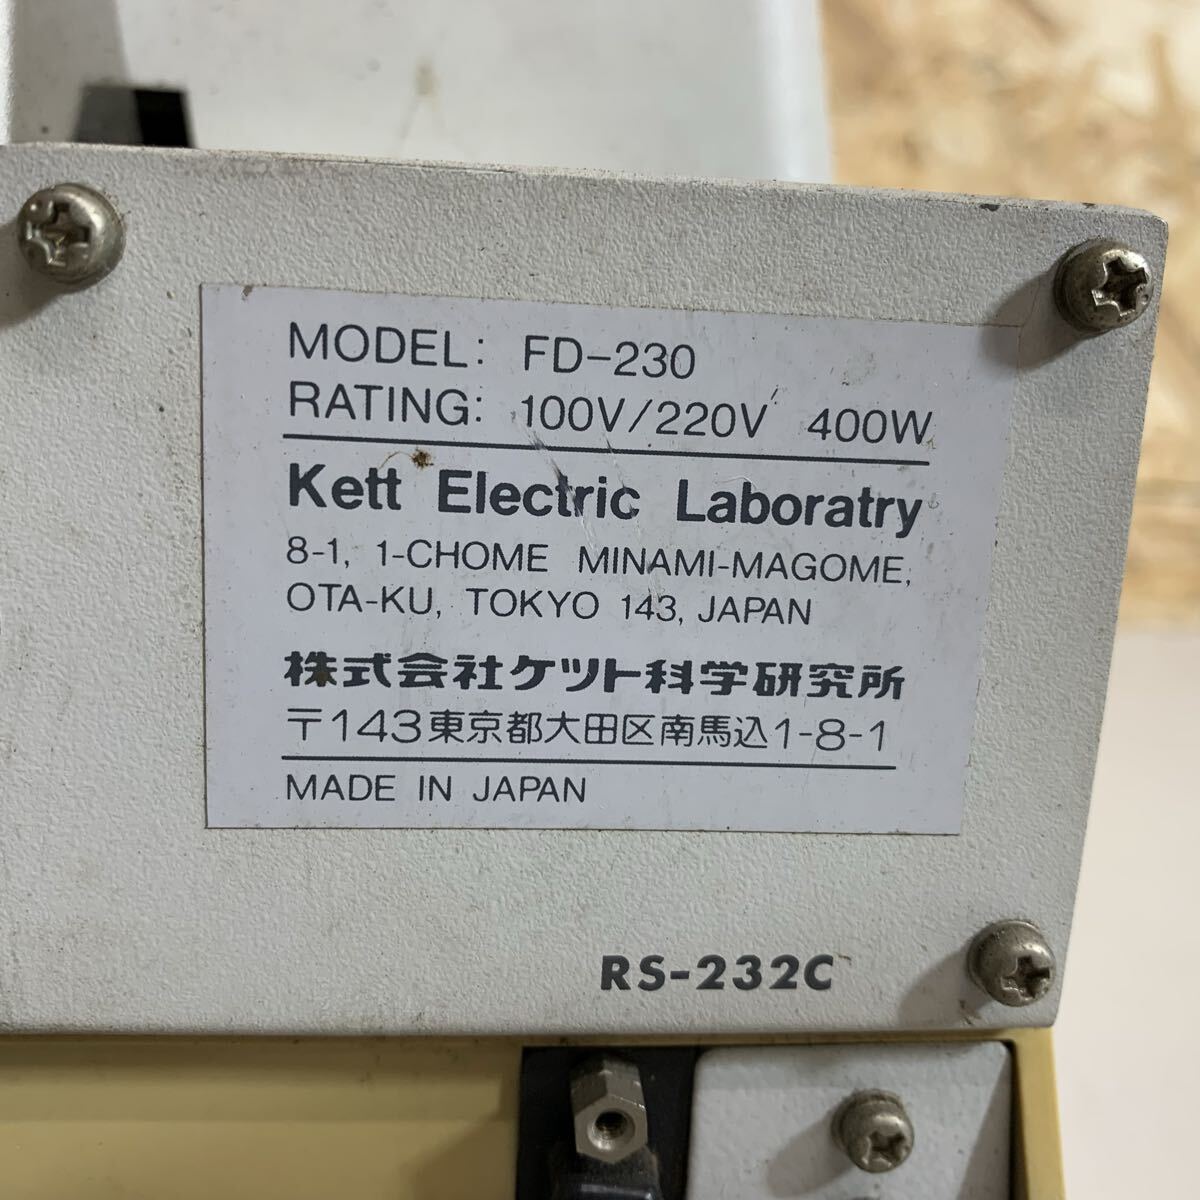 MODEL: FD-230
RATING: 100V/220V 400W
Kett Electric Laboratry
8-1, 1-CHOME MINAMI-MAGOME,
OTA-KU, TOKYO 143, JAPAN
株式会社ケツト科学研究所
〒143東京都大田区南馬込1-8-1
MADE IN JAPAN
RS-232C